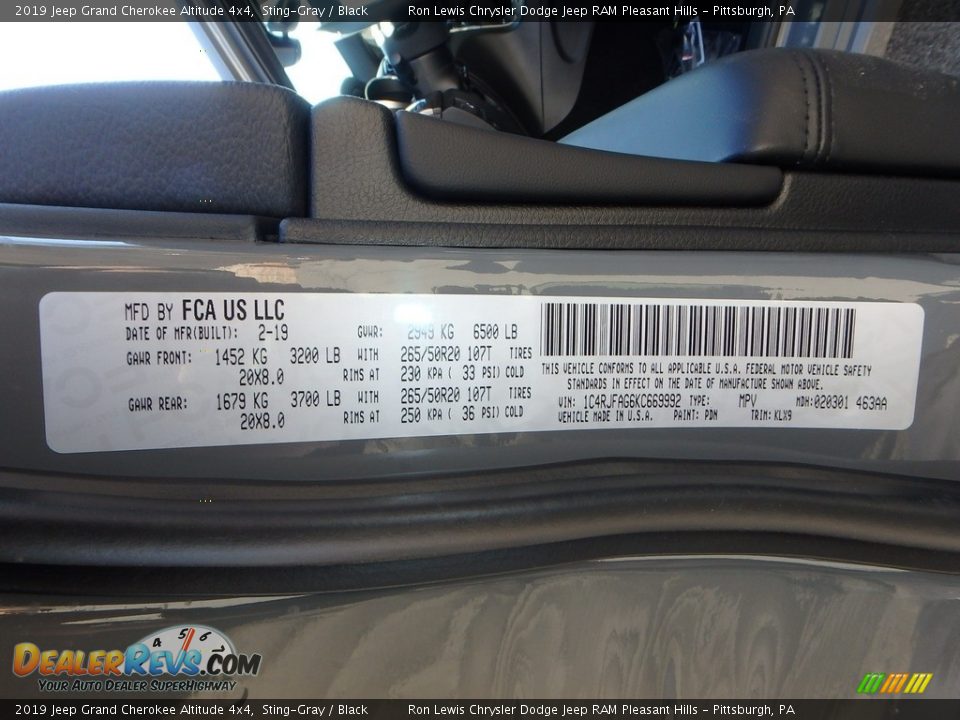 2019 Jeep Grand Cherokee Altitude 4x4, Sting-Gray / Black Ron Lewis Chrysler Dodge Jeep RAM Pleasant Hills - Pittsburgh, PA
MFD BY FCA US LLC
DATE OF MFR(BUILT): 2-19 GVWR: 2949 KG 6500 LB
GAWR FRONT: 1452 KG 3200 LB WITH 265/50R20 107T TIRES
20X8.0 RIMS AT 230 KPA ( 33 PSI) COLD
GAWR REAR: 1679 KG 3700 LB WITH 265/50R20 107T TIRES
20X8.0 RIMS AT 250 KPA ( 36 PSI) COLD
THIS VEHICLE CONFORMS TO ALL APPLICABLE U.S.A. FEDERAL MOTOR VEHICLE SAFETY
STANDARDS IN EFFECT ON THE DATE OF MANUFACTURE SHOWN ABOVE.
VIN: 1C4RJFAG6KC669992 TYPE: MPV MDH:020301 463AA
VEHICLE MADE IN U.S.A. PAINT: PDN TRIM: KLX9
4 5 6
DealerRevs.com
Your Auto Dealer SuperHighway
2019 Jeep Grand Cherokee Altitude 4x4, Sting-Gray / Black Ron Lewis Chrysler Dodge Jeep RAM Pleasant Hills - Pittsburgh, PA